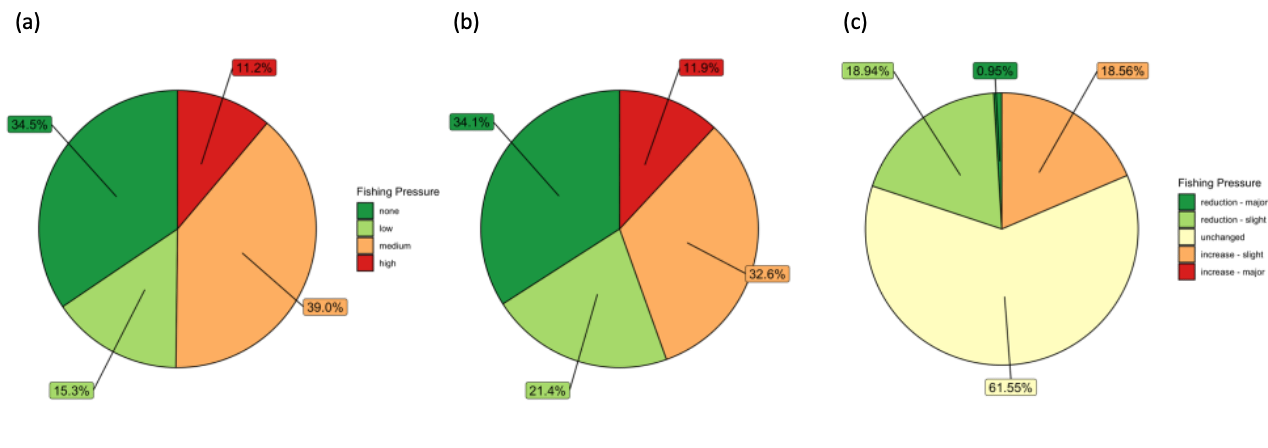 (a)
11.2%
34.5%
39.0%
15.3%
Fishing Pressure
none
low
medium
high
(b)
11.9%
34.1%
32.6%
21.4%
(c)
18.94%
0.95%
18.56%
61.55%
Fishing Pressure
reduction - major
reduction - slight
unchanged
increase - slight
increase - major